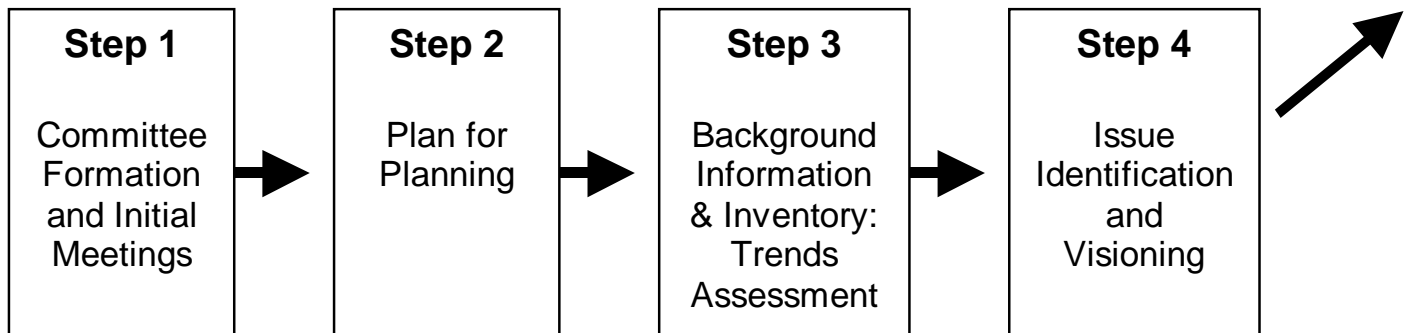 Step 1
Committee
Formation
and Initial
Meetings
Step 2
Plan for
Planning
Step 3
Background
Information
& Inventory:
Trends
Assessment
Step 4
Issue
Identification
and
Visioning